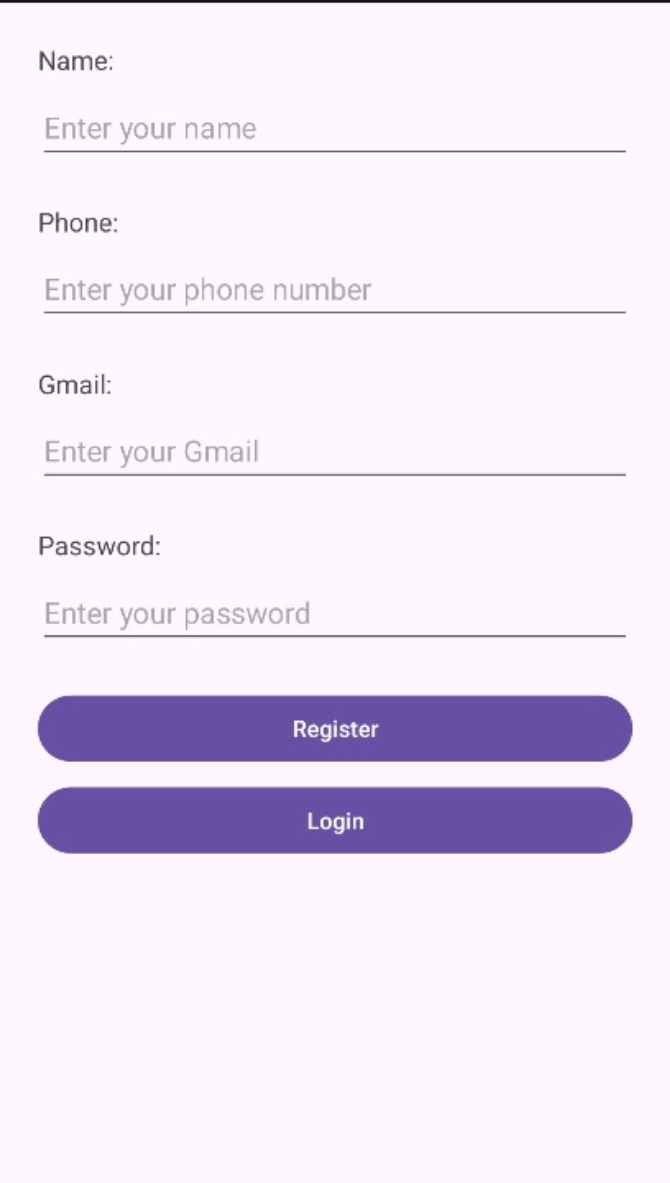 Name:
Enter your name
Phone:
Enter your phone number
Gmail:
Enter your Gmail
Password:
Enter your password
Register
Login